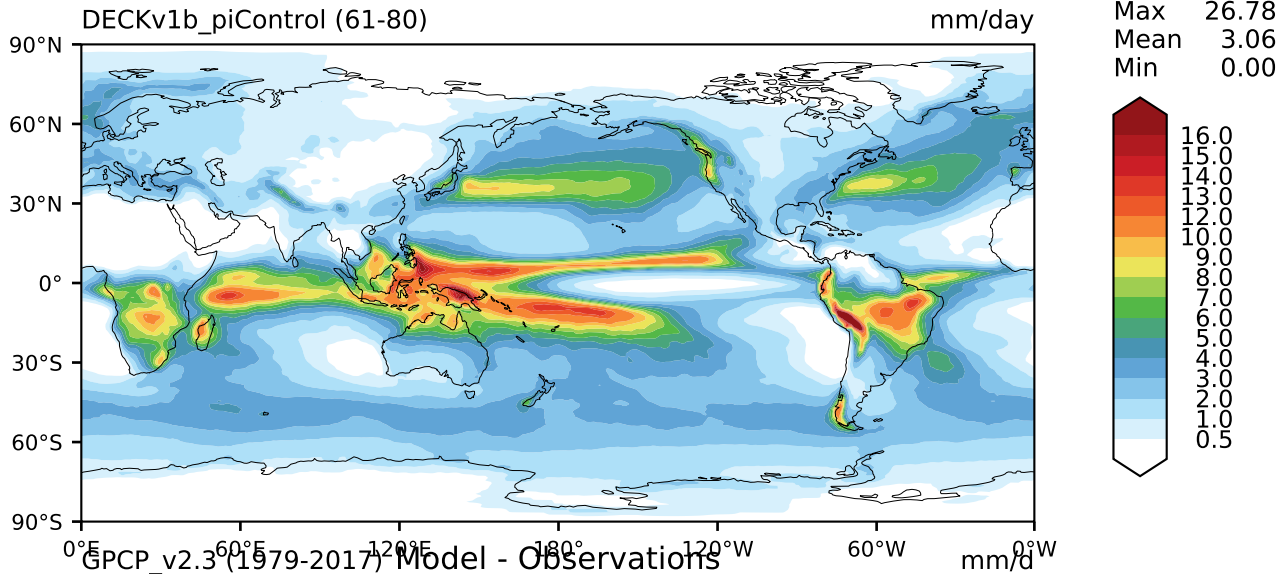 DECKv1b_piControl (61-80) mm/day
Max 26.78
Mean 3.06
Min 0.00
90°N
60°N
30°N
0°
30°S
60°S
90°S
0°E 60°E 120°E 180° 120°W 60°W 0°W
16.0
15.0
14.0
13.0
12.0
10.0
9.0
8.0
7.0
6.0
5.0
4.0
3.0
2.0
1.0
0.5
GPCP_v2.3 (1979-2017) Model - Observations mm/d